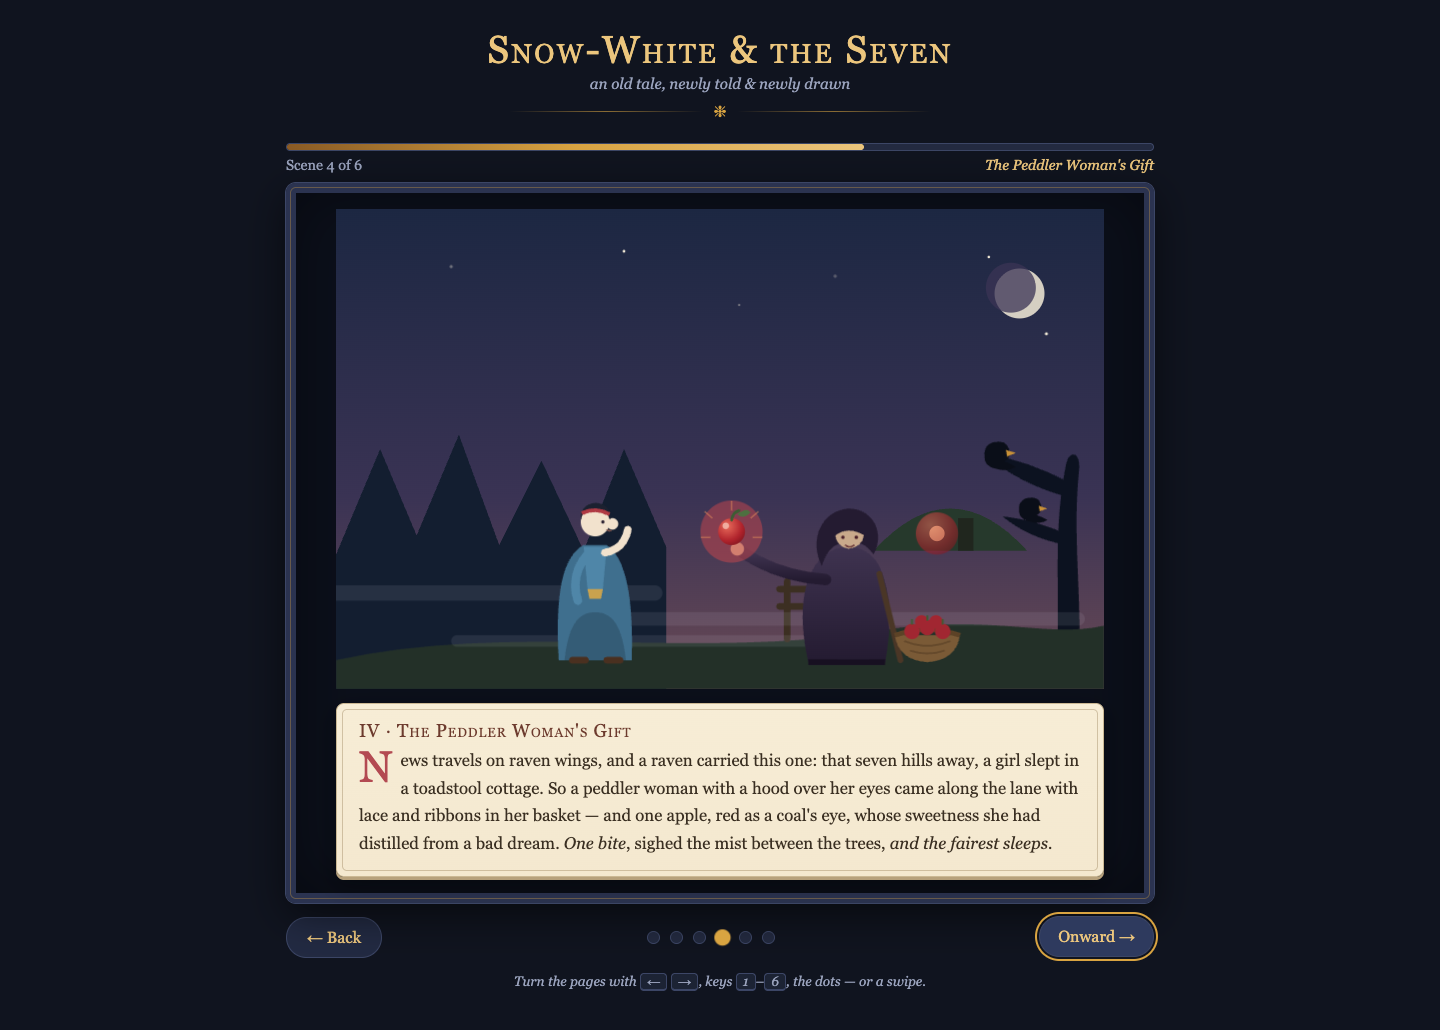 Snow-White & the Seven
an old tale, newly told & newly drawn
Scene 4 of 6
The Peddler Woman's Gift
IV · The Peddler Woman's Gift
News travels on raven wings, and a raven carried this one: that seven hills away, a girl slept in
a toadstool cottage. So a peddler woman with a hood over her eyes came along the lane with
lace and ribbons in her basket — and one apple, red as a coal's eye, whose sweetness she had
distilled from a bad dream. One bite, sighed the mist between the trees, and the fairest sleeps.
← Back
Onward →
Turn the pages with ← →, keys 1–6, the dots — or a swipe.